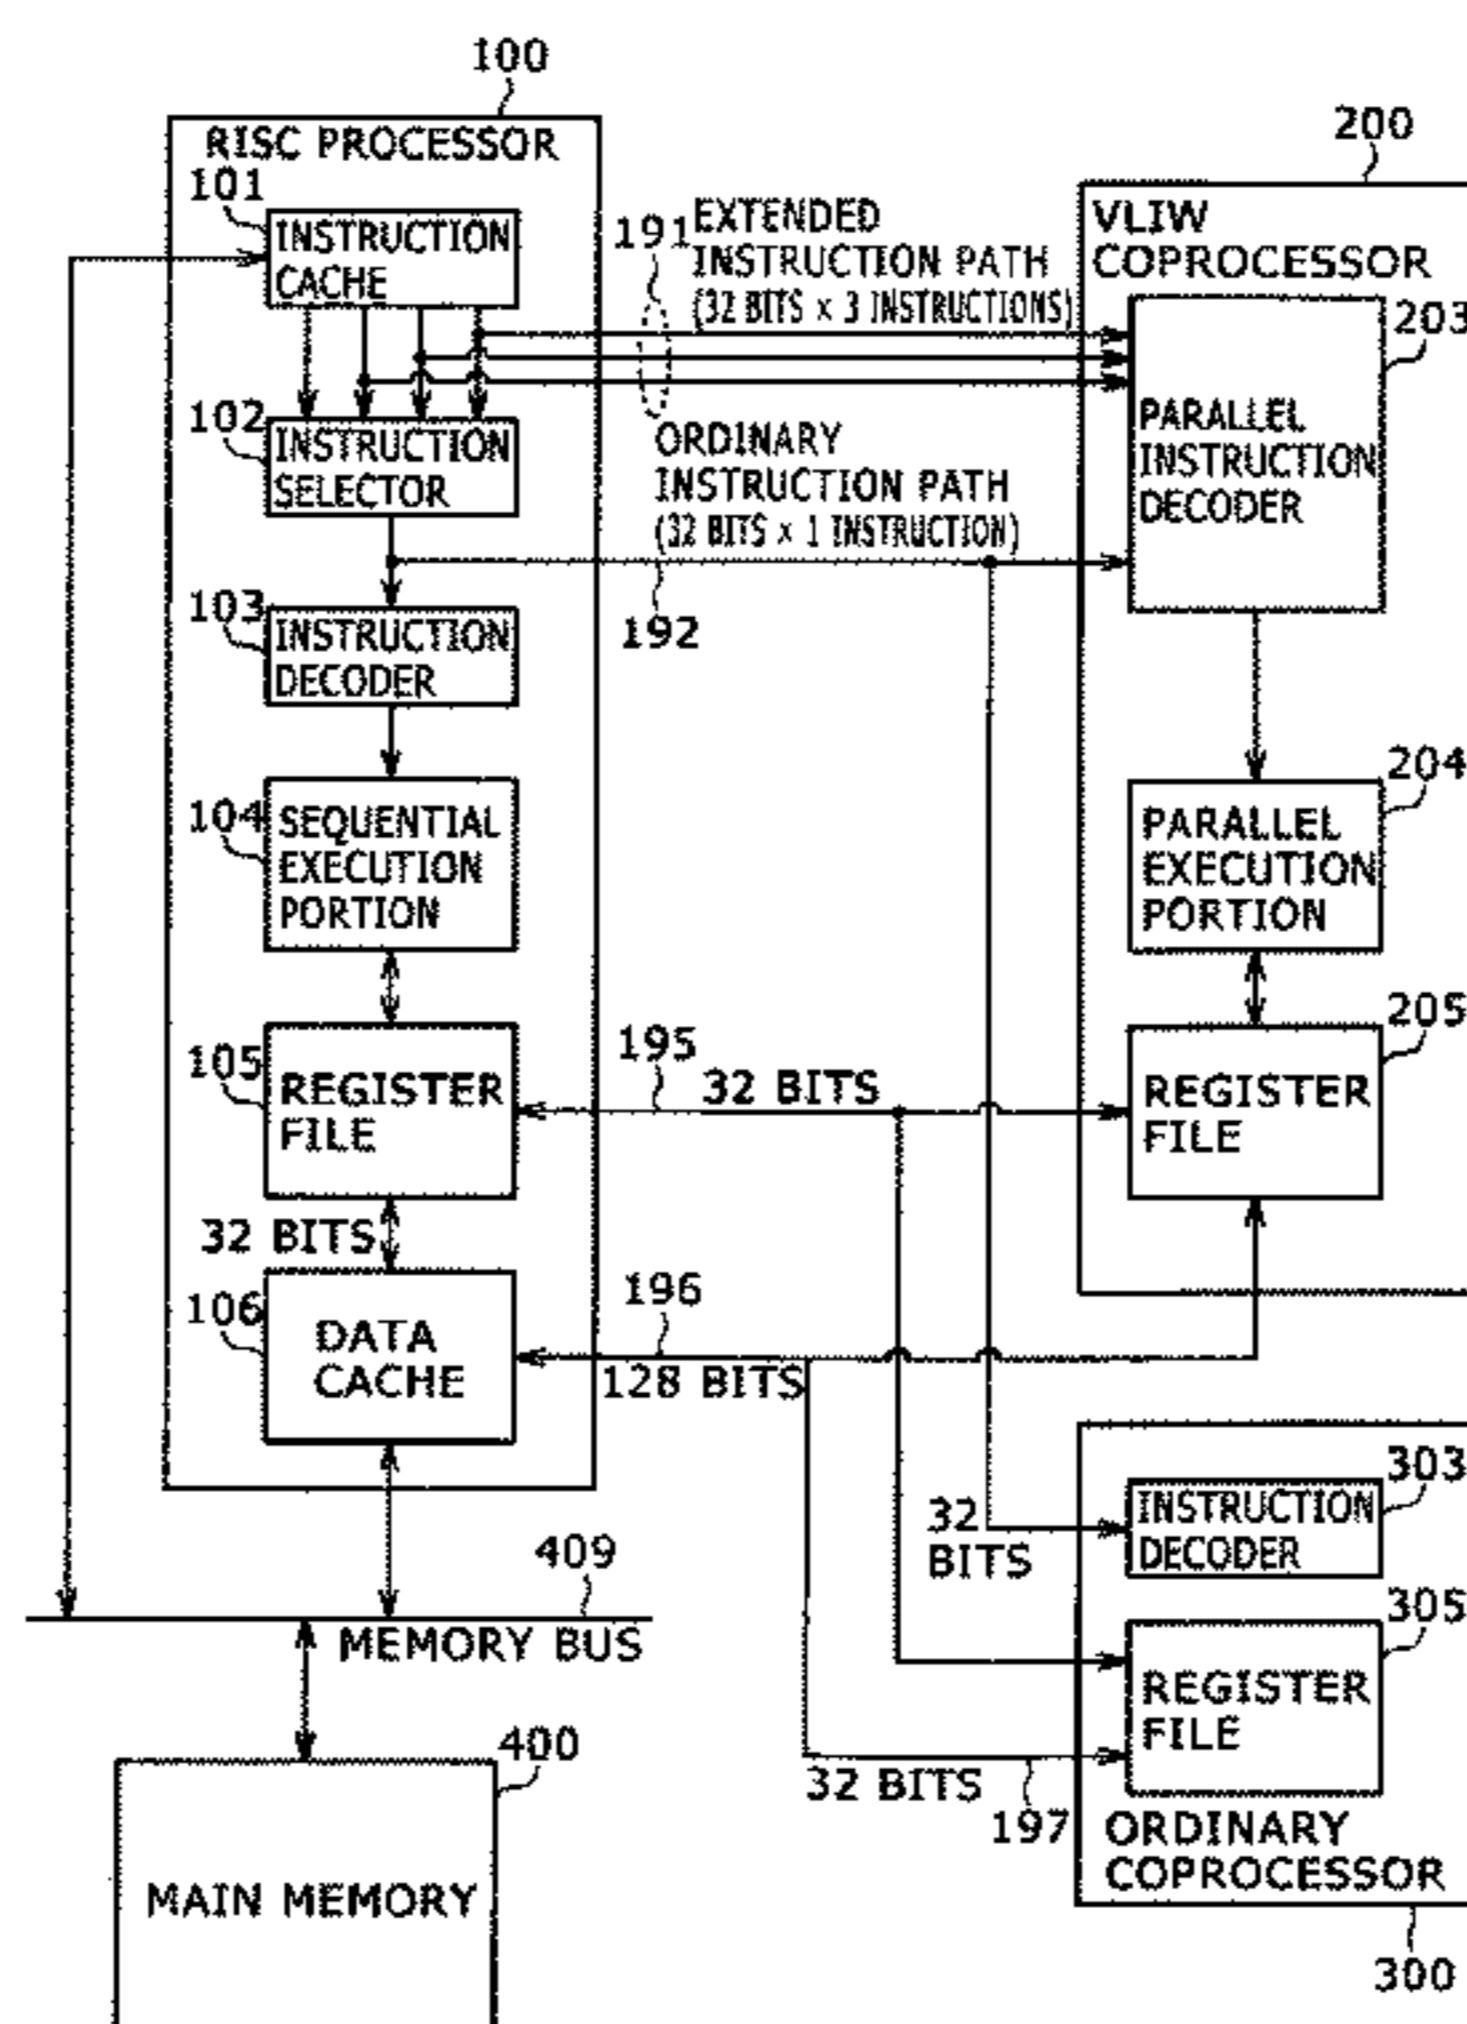 100
RISC PROCESSOR
101
INSTRUCTION
CACHE
102
INSTRUCTION
SELECTOR
103
INSTRUCTION
DECODER
104
SEQUENTIAL
EXECUTION
PORTION
105
REGISTER
FILE
32 BITS
106
DATA
CACHE
191
EXTENDED
INSTRUCTION PATH
(32 BITS × 3 INSTRUCTIONS)
ORDINARY
INSTRUCTION PATH
(32 BITS × 1 INSTRUCTION)
192
195
32 BITS
196
128 BITS
200
VLIW
COPROCESSOR
203
PARALLEL
INSTRUCTION
DECODER
204
PARALLEL
EXECUTION
PORTION
205
REGISTER
FILE
32
BITS
303
INSTRUCTION
DECODER
305
REGISTER
FILE
32 BITS
197
ORDINARY
COPROCESSOR
300
409
MEMORY BUS
400
MAIN MEMORY